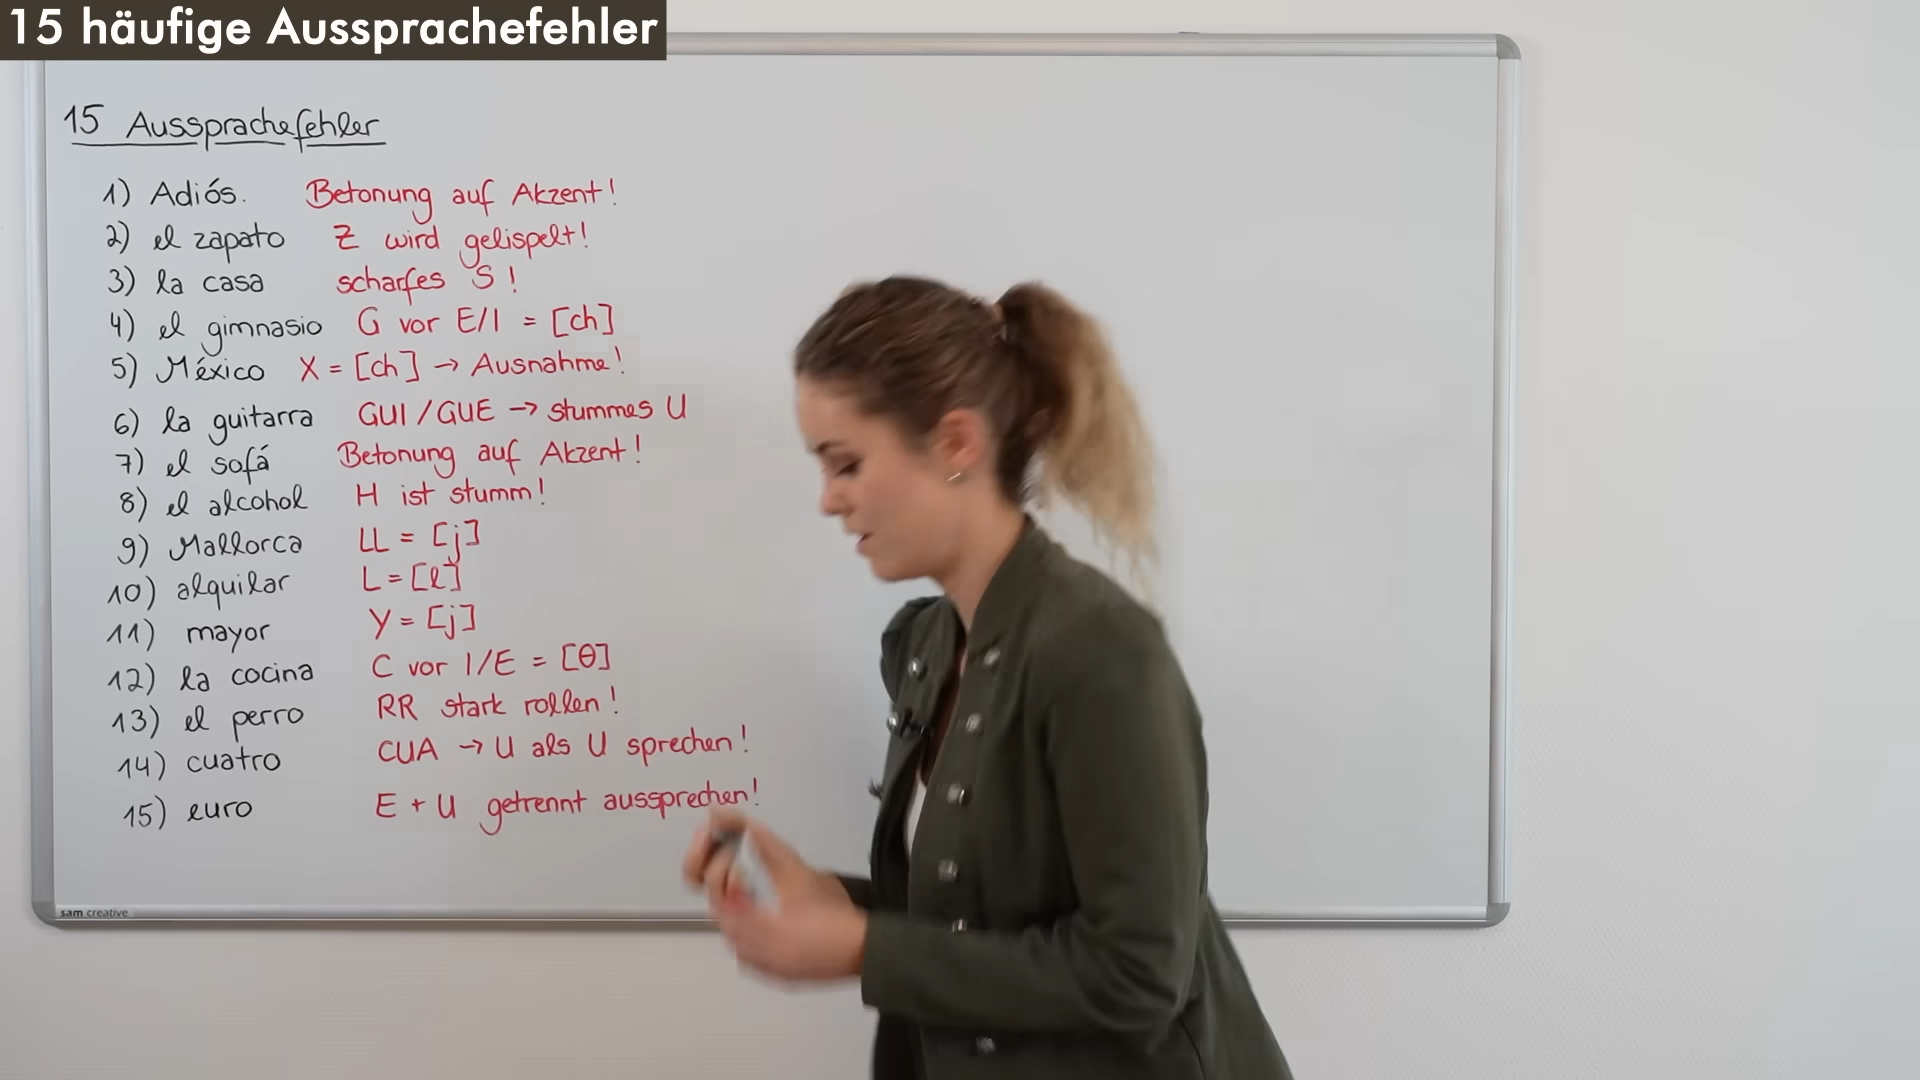 15 häufige Aussprachefehler
15 Aussprachefehler
1) Adiós. Betonung auf Akzent!
2) el zapato Z wird gelispelt!
3) la casa scharfes S!
4) el gimnasio G vor E/I = [ch]
5) México X = [ch] → Ausnahme!
6) la guitarra GUI/GUE → stummes U
7) el sofá Betonung auf Akzent!
8) el alcohol H ist stumm!
9) Mallorca LL = [j]
10) alquilar L = [l]
11) mayor Y = [j]
12) la cocina C vor I/E = [θ]
13) el perro RR stark rollen!
14) cuatro CUA → U als U sprechen!
15) euro E + U getrennt aussprechen!
sam creative